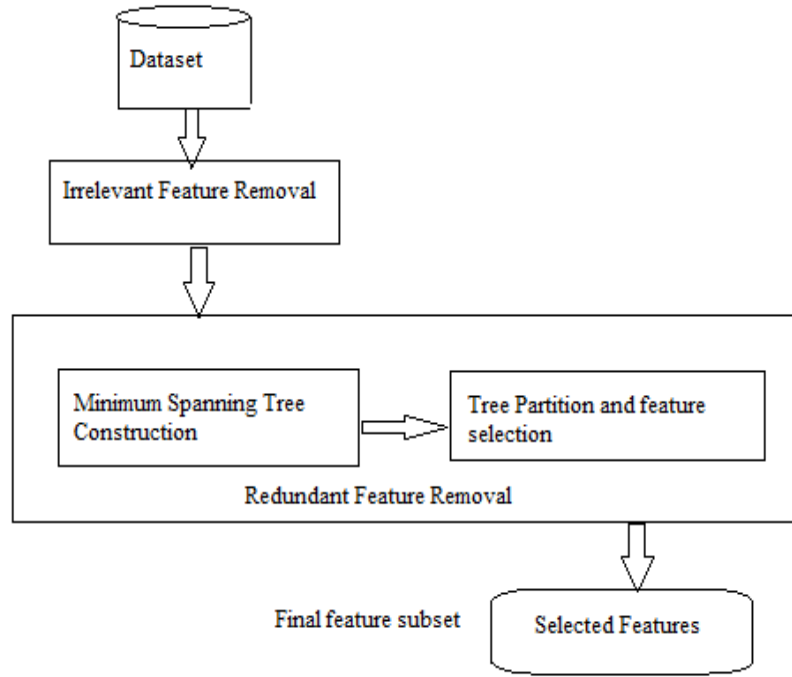 Dataset
Irrelevant Feature Removal
Minimum Spanning Tree
Construction
Tree Partition and feature
selection
Redundant Feature Removal
Final feature subset
Selected Features